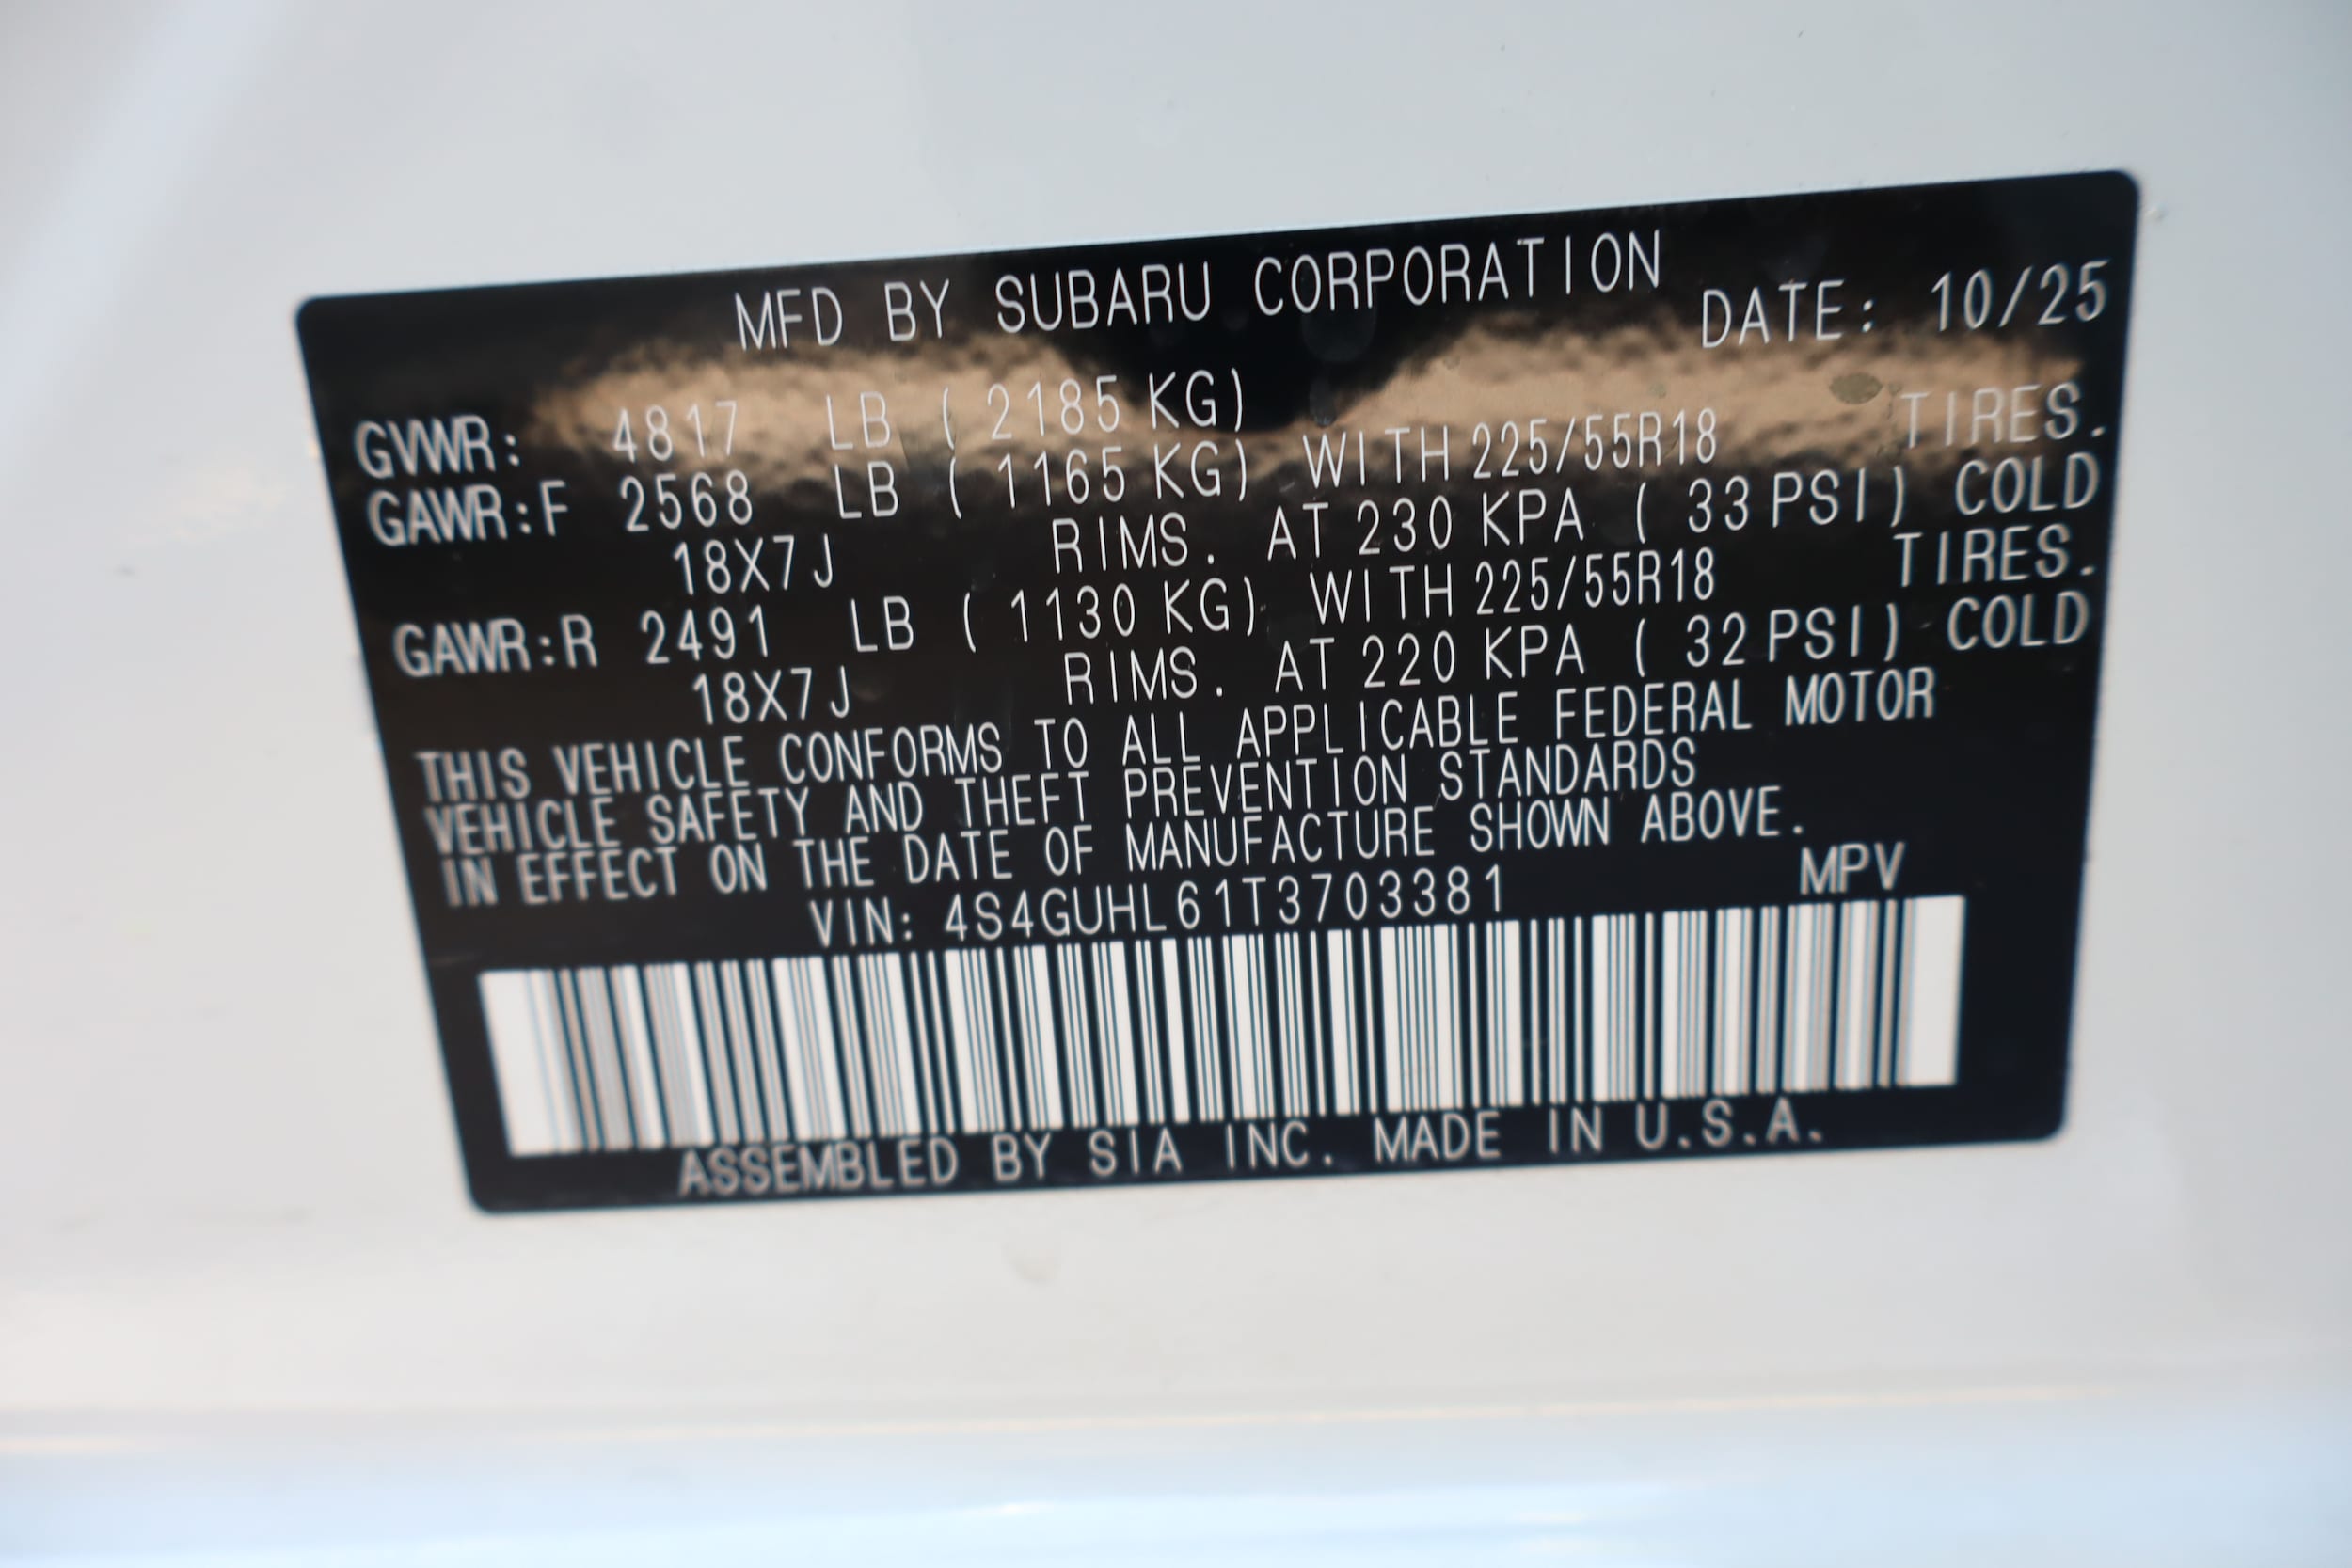 MFD BY SUBARU CORPORATION DATE: 10/25
GVWR: 4817 LB ( 2185 KG)
GAWR:F 2568 LB ( 1165 KG) WITH 225/55R18 TIRES.
18X7J RIMS. AT 230 KPA ( 33 PSI) COLD
GAWR:R 2491 LB ( 1130 KG) WITH 225/55R18 TIRES.
18X7J RIMS. AT 220 KPA ( 32 PSI) COLD
THIS VEHICLE CONFORMS TO ALL APPLICABLE FEDERAL MOTOR
VEHICLE SAFETY AND THEFT PREVENTION STANDARDS
IN EFFECT ON THE DATE OF MANUFACTURE SHOWN ABOVE.
VIN: 4S4GUHL61T3703381 MPV
ASSEMBLED BY SIA INC. MADE IN U.S.A.